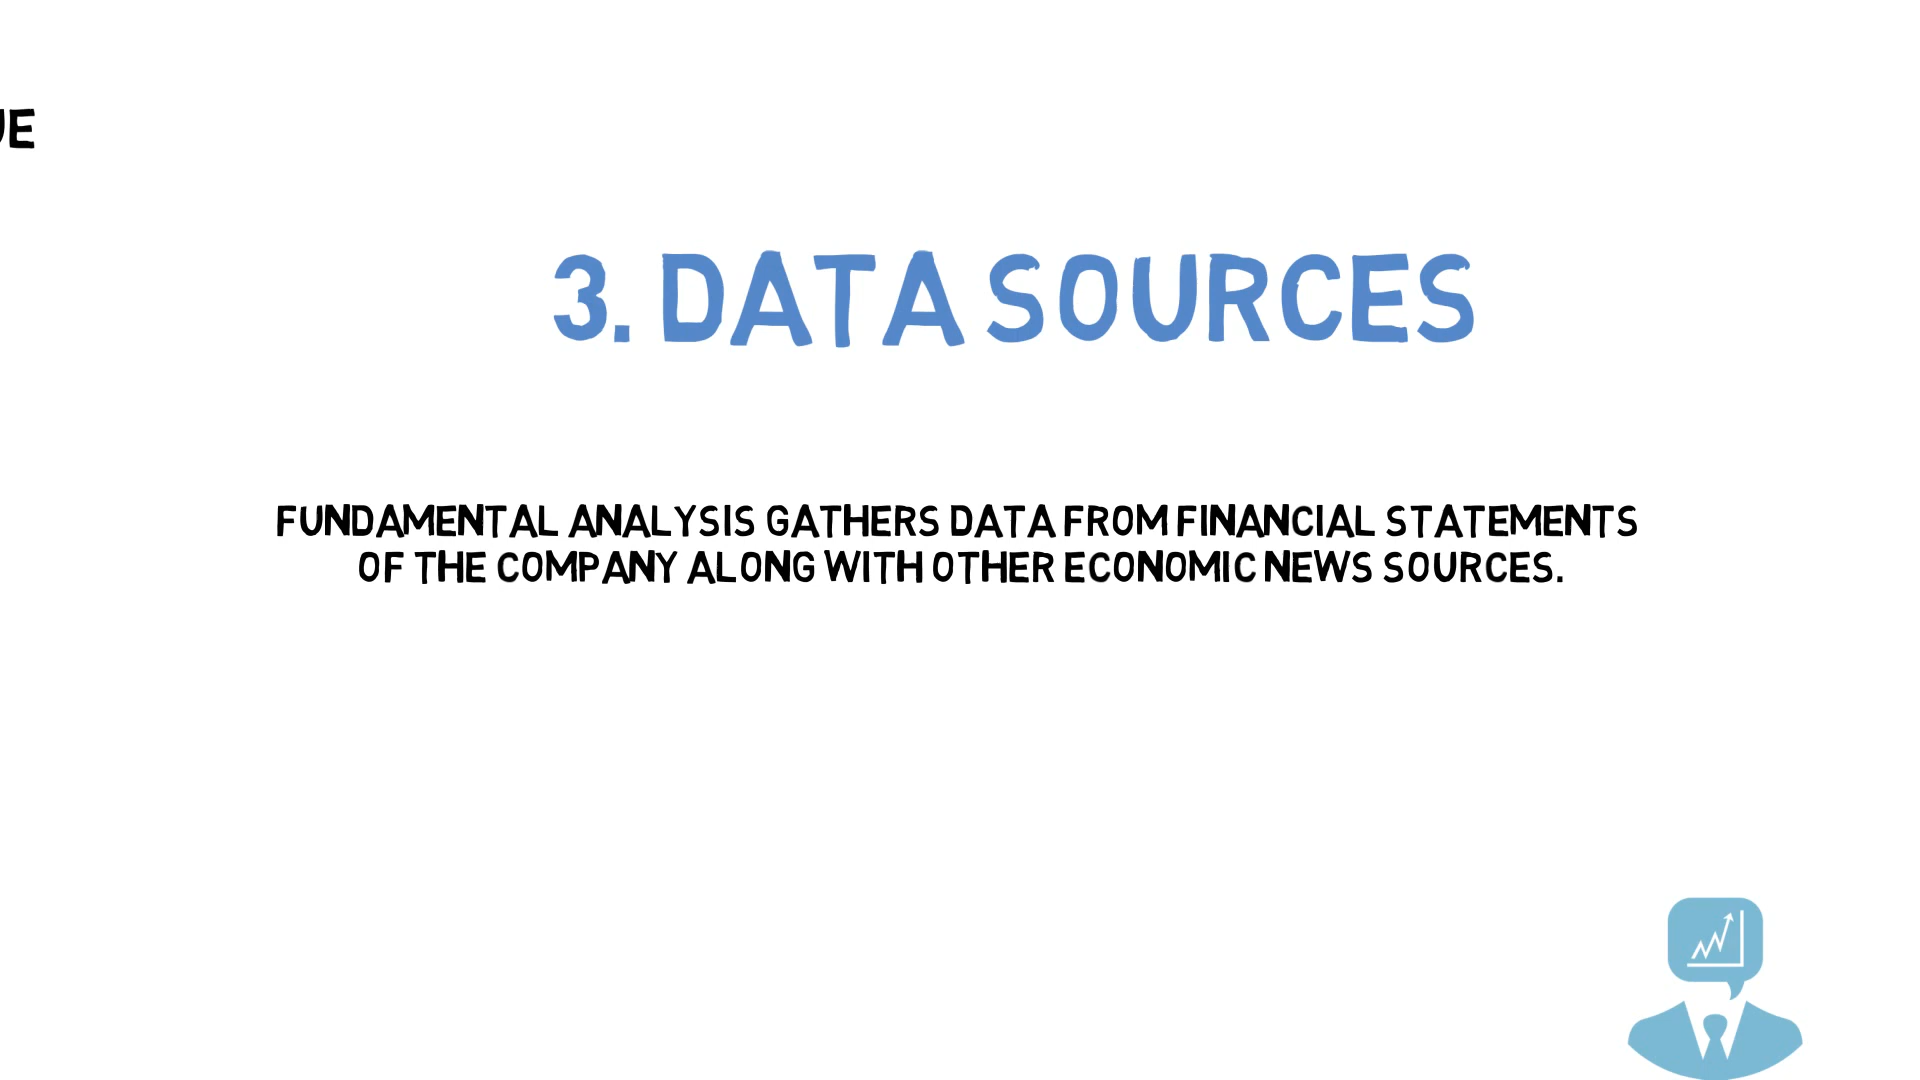 UE
3. DATA SOURCES
FUNDAMENTAL ANALYSIS GATHERS DATA FROM FINANCIAL STATEMENTS
OF THE COMPANY ALONG WITH OTHER ECONOMIC NEWS SOURCES.